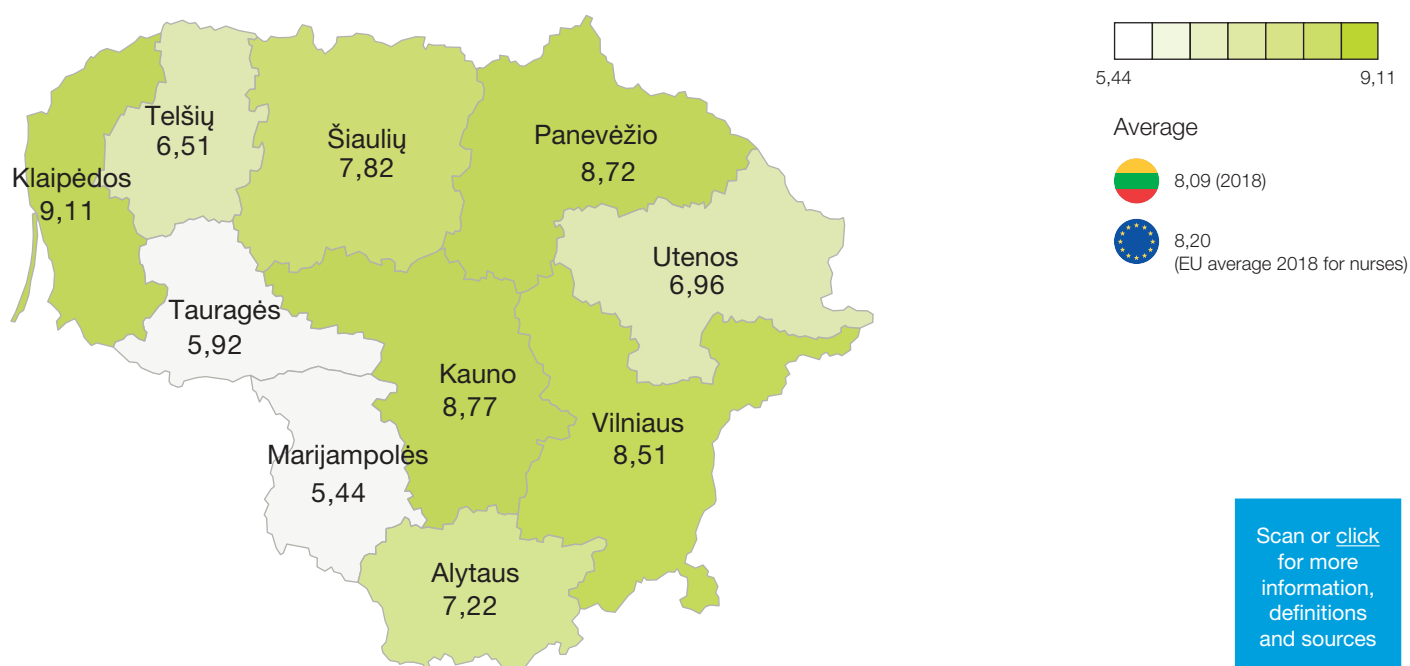 Telšių
6,51
Šiaulių
7,82
Panevėžio
8,72
Klaipėdos
9,11
Utenos
6,96
Tauragės
5,92
Kauno
8,77
Vilniaus
8,51
Marijampolės
5,44
Alytaus
7,22
5,44
9,11
Average
8,09 (2018)
8,20
(EU average 2018 for nurses)
Scan or click
for more
information,
definitions
and sources